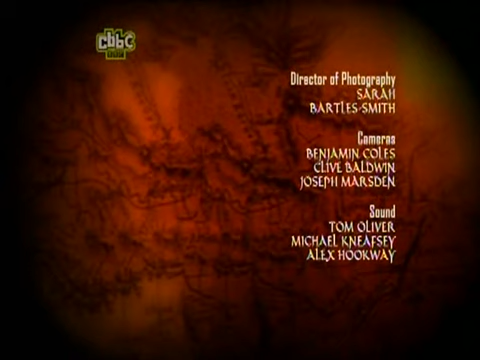 cbbc
Director of Photography
SARAH
BARTLES-SMITH
Cameras
BENJAMIN COLES
CLIVE BALDWIN
JOSEPH MARSDEN
Sound
TOM OLIVER
MICHAEL KNEAFSEY
ALEX HOOKWAY